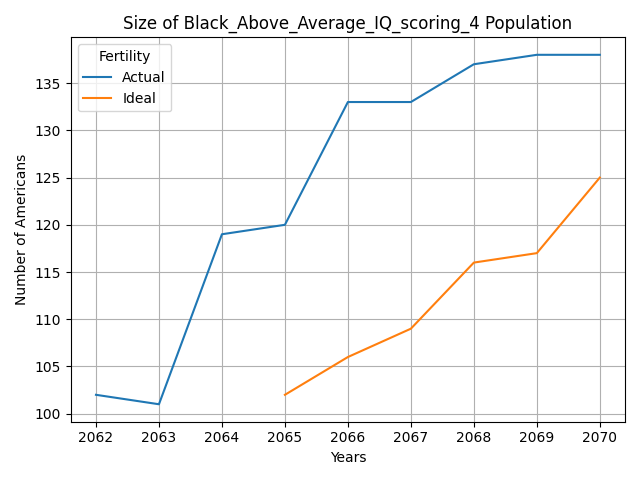 Size of Black_Above_Average_IQ_scoring_4 Population
Fertility
Actual
Ideal
Number of Americans
135
130
125
120
115
110
105
100
2062 2063 2064 2065 2066 2067 2068 2069 2070
Years